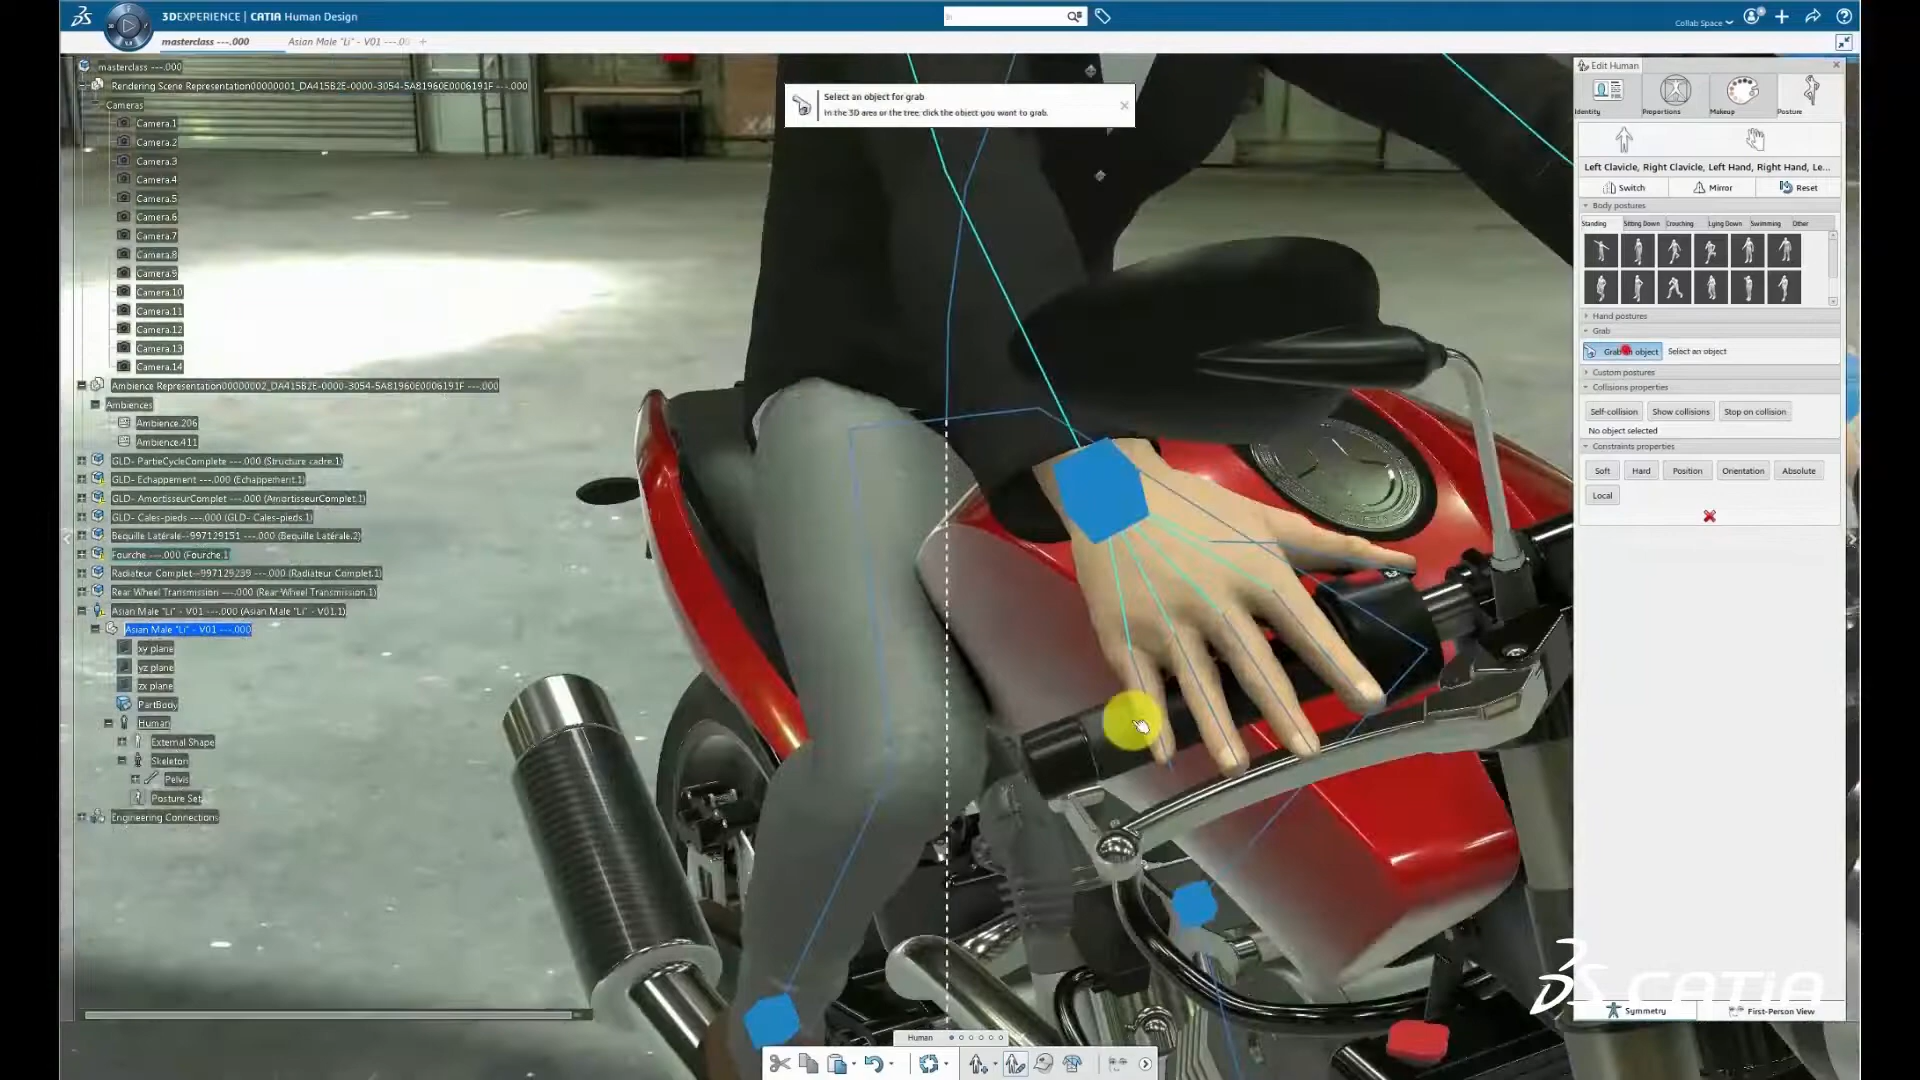 3DEXPERIENCE | CATIA Human Design
Collab Space
masterclass ---.000
Asian Male "Li" - V01 ---.00
masterclass ---.000
Rendering Scene Representation00000001_DA415B2E-0000-3054-5A81960E0006191F ---.000
Cameras
Camera.1
Camera.2
Camera.3
Camera.4
Camera.5
Camera.6
Camera.7
Camera.8
Camera.9
Camera.10
Camera.11
Camera.12
Camera.13
Camera.14
Ambience Representation00000002_DA415B2E-0000-3054-5A81960E0006191F ---.000
Ambiences
Ambience.206
Ambience.411
GLD- PartieCycleComplete ---.000 (Structure cadre.1)
GLD- Echappement ---.000 (Echappement.1)
GLD- AmortisseurComplet ---.000 (AmortisseurComplet.1)
GLD- Cales-pieds ---.000 (GLD- Cales-pieds.1)
Bequille Latérale--997129151 ---.000 (Bequille Latérale.2)
Fourche ---.000 (Fourche.1
Radiateur Complet--997129239 ---.000 (Radiateur Complet.1)
Rear Wheel Transmission ---.000 (Rear Wheel Transmission.1)
Asian Male "Li" - V01 ---.000 (Asian Male "Li" - V01.1)
Asian Male "Li" - V01 ---.000
xy plane
yz plane
zx plane
PartBody
Human
External Shape
Skeleton
Pelvis
Posture Set
Engineering Connections
Select an object for grab
In the 3D area or the tree, click the object you want to grab.
Edit Human
Identity
Proportions
Makeup
Posture
Left Clavicle, Right Clavicle, Left Hand, Right Hand, Le...
Switch
Mirror
Reset
Body postures
Standing
Sitting Down
Crouching
Lying Down
Swimming
Other
Hand postures
Grab
Select an object
Custom postures
Collisions properties
Self-collision
Show collisions
Stop on collision
No object selected
Constraints properties
Soft
Hard
Position
Orientation
Absolute
Local
CATIA
Symmetry
First-Person View
Human